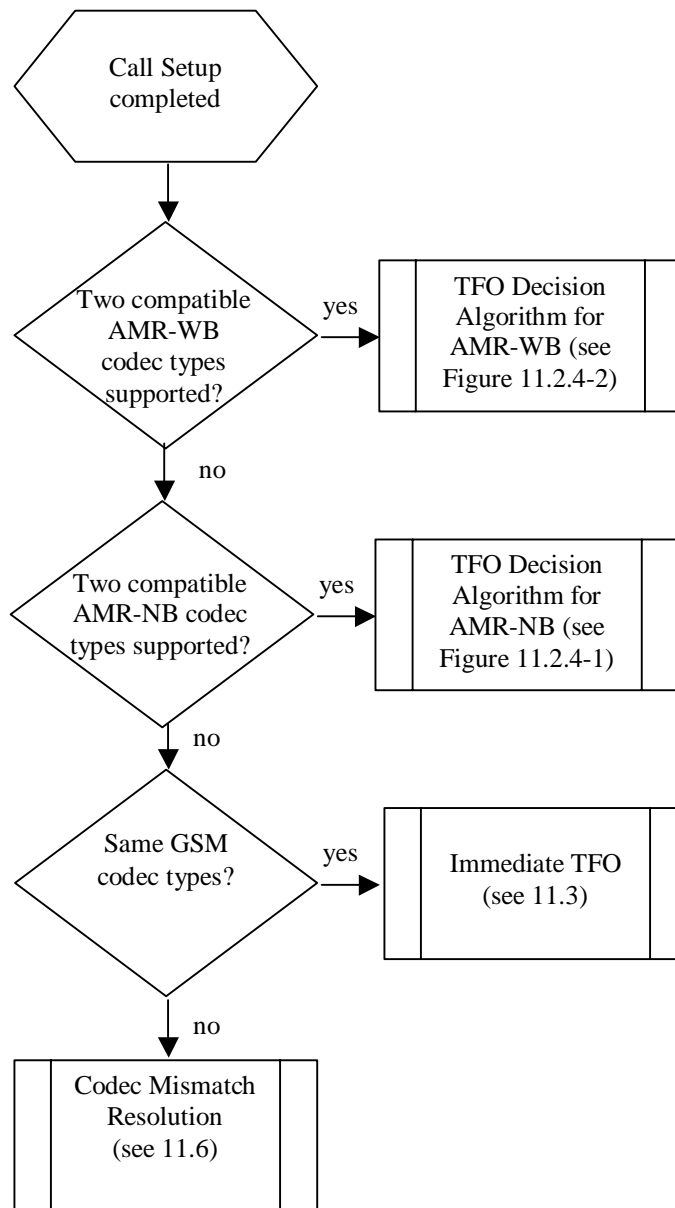 Call Setup
completed
Two compatible
AMR-WB
codec types
supported?
yes
TFO Decision
Algorithm for
AMR-WB (see
Figure 11.2.4-2)
no
Two compatible
AMR-NB codec
types supported?
yes
TFO Decision
Algorithm for
AMR-NB (see
Figure 11.2.4-1)
no
Same GSM
codec types?
yes
Immediate TFO
(see 11.3)
no
Codec Mismatch
Resolution
(see 11.6)